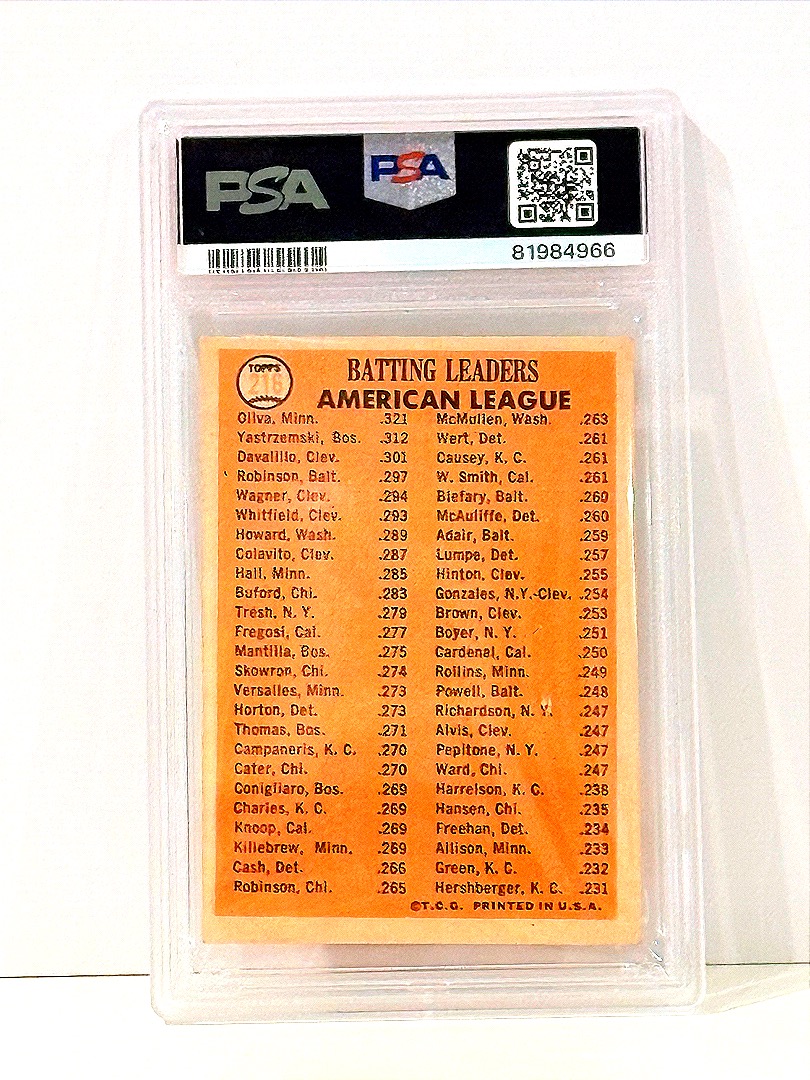 PSA
PSA
81984966
TOPPS
216
BATTING LEADERS
AMERICAN LEAGUE
Oliva, Minn. .321 McMullen, Wash. .263
Yastrzemski, Bos. .312 Wert, Det. .261
Davalillo, Clev. .301 Causey, K. C. .261
Robinson, Balt. .297 W. Smith, Cal. .261
Wagner, Clev. .294 Blefary, Balt. .260
Whitfield, Clev. .293 McAuliffe, Det. .260
Howard, Wash. .289 Adair, Balt. .259
Colavito, Clev. .287 Lumpe, Det. .257
Hall, Minn. .285 Hinton, Clev. .255
Buford, Chi. .283 Gonzales, N.Y.-Clev. .254
Tresh, N. Y. .279 Brown, Clev. .253
Fregosi, Cal. .277 Boyer, N. Y. .251
Mantilla, Bos. .275 Cardenal, Cal. .250
Skowron, Chi. .274 Rollins, Minn. .249
Versalles, Minn. .273 Powell, Balt. .248
Horton, Det. .273 Richardson, N. Y. .247
Thomas, Bos. .271 Alvis, Clev. .247
Campaneris, K. C. .270 Pepitone, N. Y. .247
Cater, Chi. .270 Ward, Chi. .247
Conigliaro, Bos. .269 Harrelson, K. C. .238
Charles, K. C. .269 Hansen, Chi. .235
Knoop, Cal. .269 Freehan, Det. .234
Killebrew, Minn. .269 Allison, Minn. .233
Cash, Det. .266 Green, K. C. .232
Robinson, Chi. .265 Hershberger, K. C. .231
©T.C.G. PRINTED IN U.S.A.